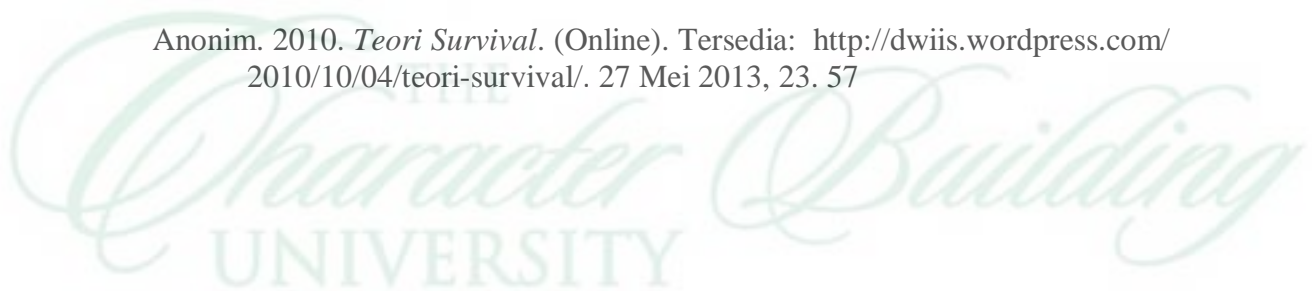 Anonim. 2010. Teori Survival. (Online). Tersedia: http://dwiis.wordpress.com/
2010/10/04/teori-survival/. 27 Mei 2013, 23. 57
THE
Character Building
UNIVERSITY